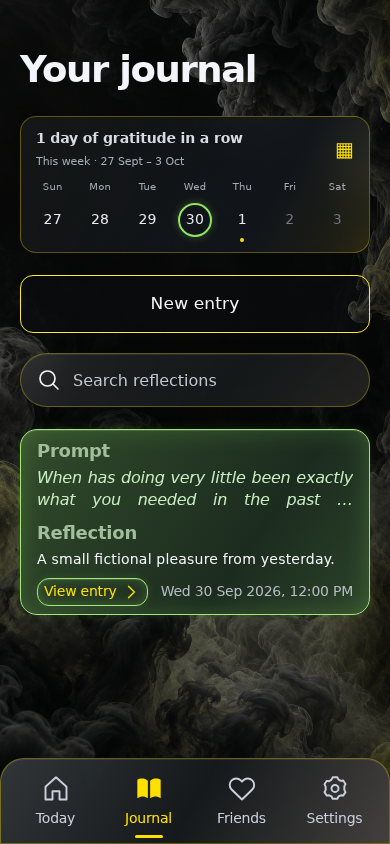 Your journal
1 day of gratitude in a row
This week · 27 Sept – 3 Oct
Sun Mon Tue Wed Thu Fri Sat
27 28 29 30 1 2 3
New entry
Search reflections
Prompt
When has doing very little been exactly
what you needed in the past ...
Reflection
A small fictional pleasure from yesterday.
View entry
Wed 30 Sep 2026, 12:00 PM
Today Journal Friends Settings